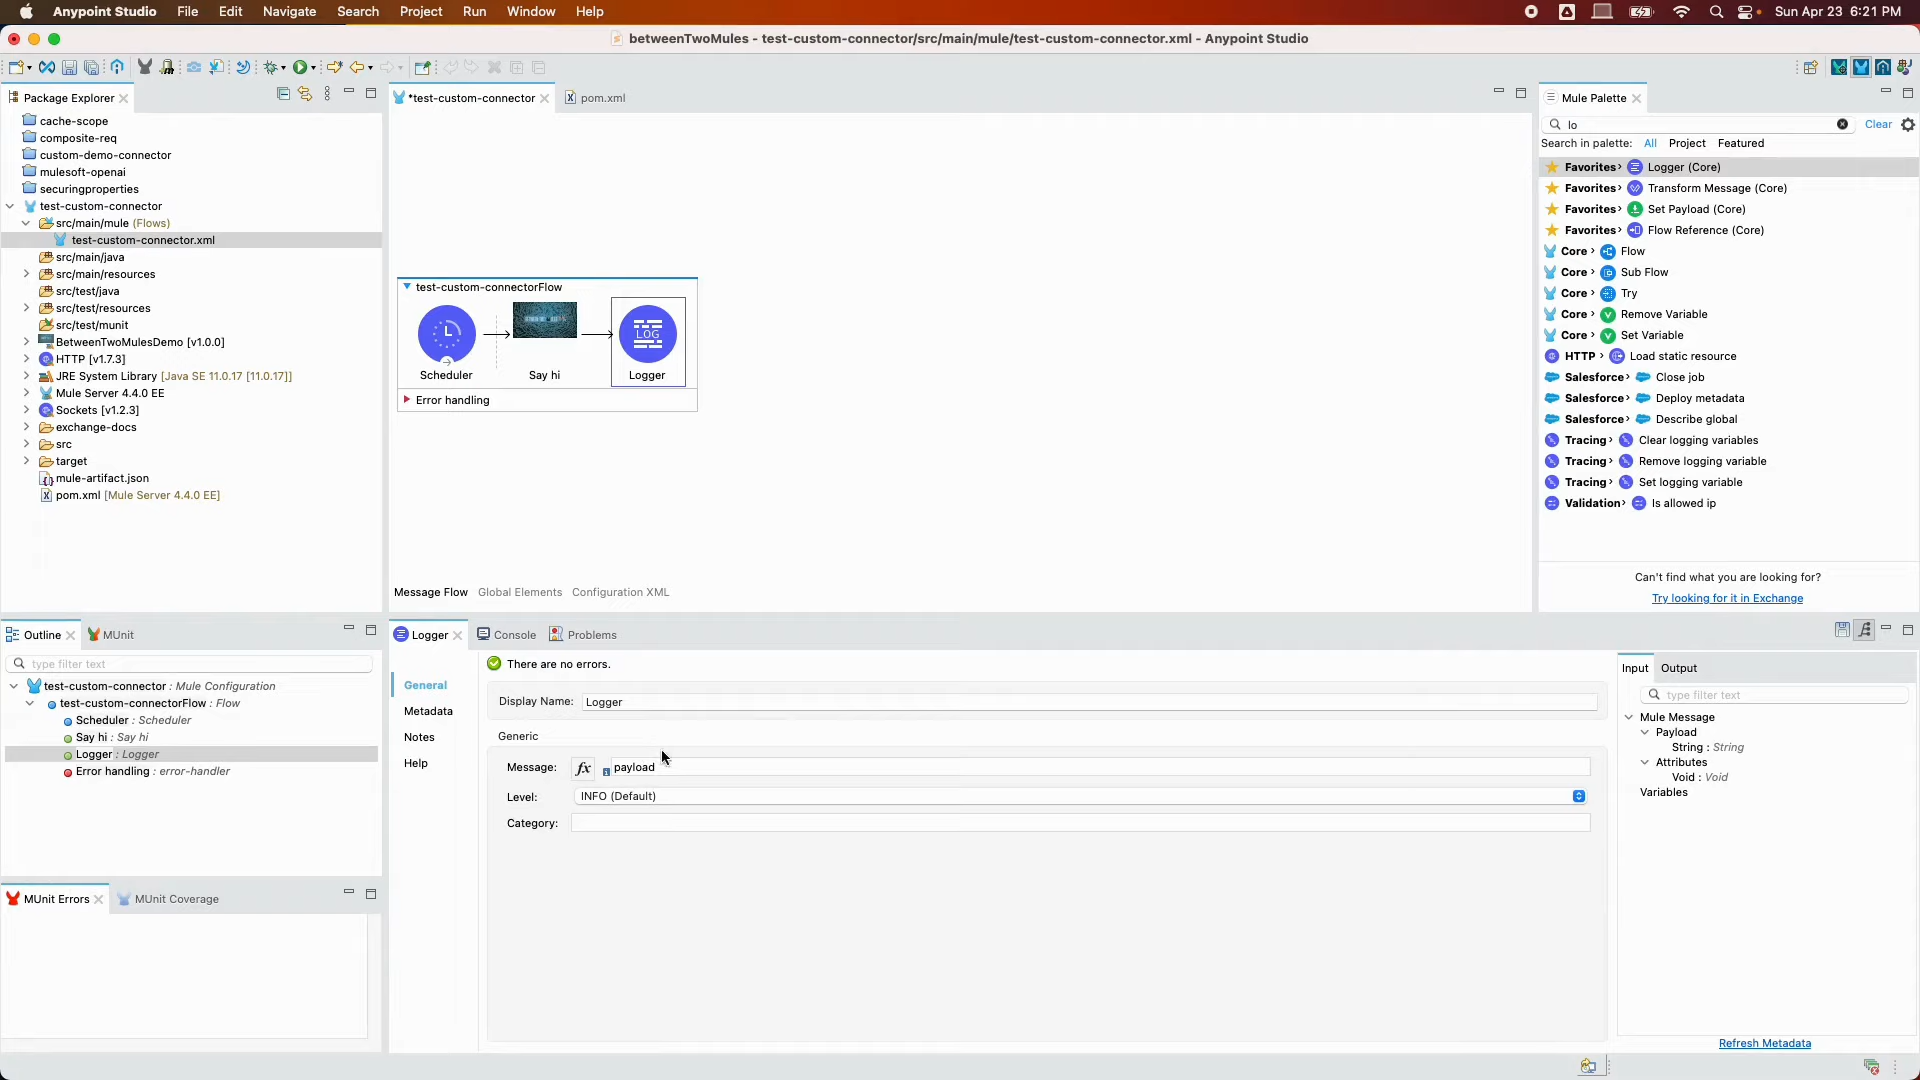 Anypoint Studio File Edit Navigate Search Project Run Window Help
Sun Apr 23 6:21 PM
betweenTwoMules - test-custom-connector/src/main/mule/test-custom-connector.xml - Anypoint Studio
Package Explorer
cache-scope
composite-req
custom-demo-connector
mulesoft-openai
securingproperties
test-custom-connector
src/main/mule (Flows)
test-custom-connector.xml
src/main/java
src/main/resources
src/test/java
src/test/resources
src/test/munit
BetweenTwoMulesDemo [v1.0.0]
HTTP [v1.7.3]
JRE System Library [Java SE 11.0.17 [11.0.17]]
Mule Server 4.4.0 EE
Sockets [v1.2.3]
exchange-docs
src
target
mule-artifact.json
pom.xml [Mule Server 4.4.0 EE]
*test-custom-connector
pom.xml
test-custom-connectorFlow
LOG
Scheduler
Say hi
Logger
Error handling
Message Flow Global Elements Configuration XML
Mule Palette
lo
Clear
Search in palette: All Project Featured
Favorites› Logger (Core)
Favorites› Transform Message (Core)
Favorites› Set Payload (Core)
Favorites› Flow Reference (Core)
Core › Flow
Core › Sub Flow
Core › Try
Core › Remove Variable
Core › Set Variable
HTTP › Load static resource
Salesforce› Close job
Salesforce› Deploy metadata
Salesforce› Describe global
Tracing › Clear logging variables
Tracing › Remove logging variable
Tracing › Set logging variable
Validation› Is allowed ip
Can't find what you are looking for?
Try looking for it in Exchange
Outline
MUnit
type filter text
test-custom-connector : Mule Configuration
test-custom-connectorFlow : Flow
Scheduler : Scheduler
Say hi : Say hi
Logger : Logger
Error handling : error-handler
MUnit Errors
MUnit Coverage
Logger
Console
Problems
There are no errors.
General
Metadata
Notes
Help
Display Name: Logger
Generic
Message: fx payload
Level: INFO (Default)
Category:
Input
Output
type filter text
Mule Message
Payload
String : String
Attributes
Void : Void
Variables
Refresh Metadata